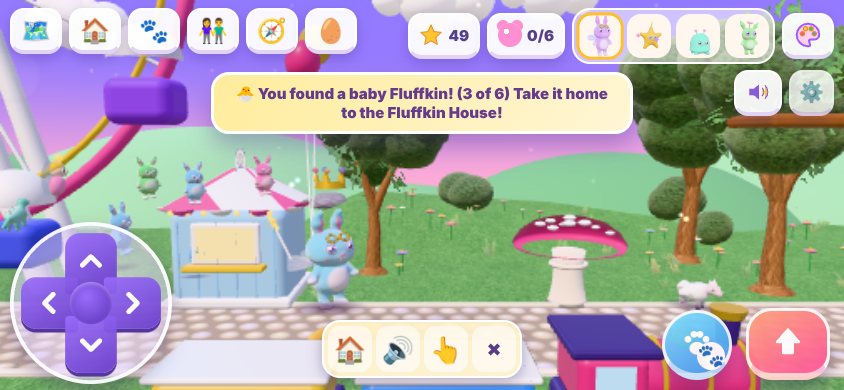 49
0/6
🐣 You found a baby Fluffkin! (3 of 6) Take it home
to the Fluffkin House!